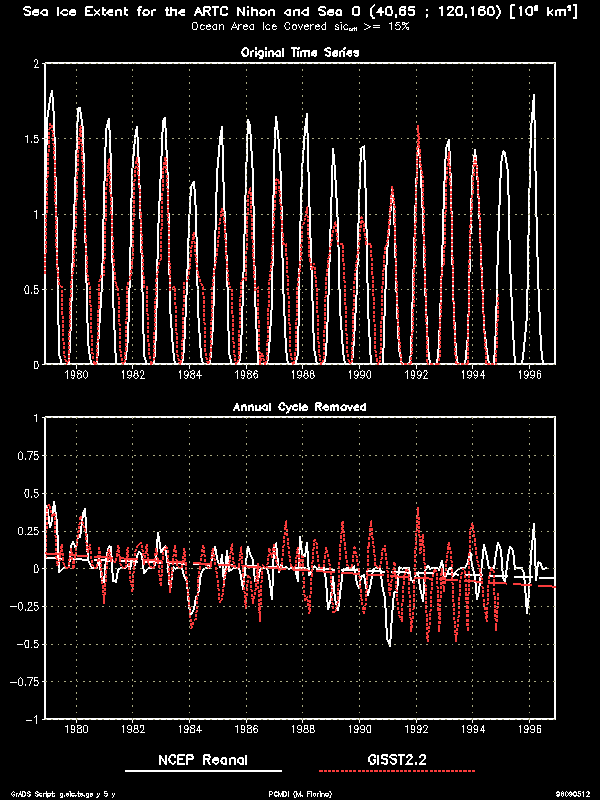 Sea Ice Extent for the ARTC Nihon and Sea O (40,65 ; 120,160) [10⁶ km²]
Ocean Area Ice Covered sic >= 15%
Original Time Series
2
1.5
1
0.5
0
1980 1982 1984 1986 1988 1990 1992 1994 1996
Annual Cycle Removed
1
0.75
0.5
0.25
0
−0.25
−0.5
−0.75
−1
1980 1982 1984 1986 1988 1990 1992 1994 1996
NCEP Reanal GISST2.2
GrADS Script: y 5 y PCMDI (M. Fiorino) 98090512